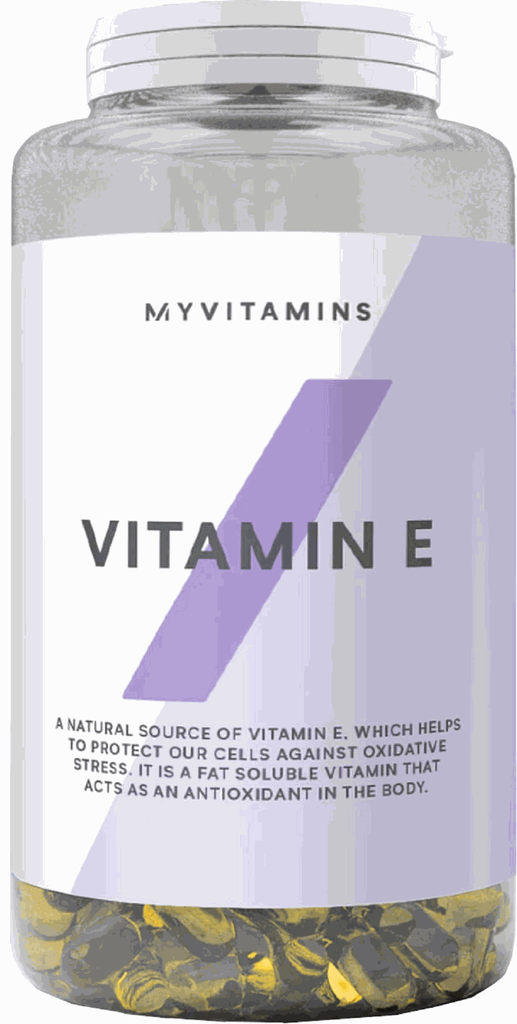 MYVITAMINS
VITAMIN E
A NATURAL SOURCE OF VITAMIN E, WHICH HELPS
TO PROTECT OUR CELLS AGAINST OXIDATIVE
STRESS. IT IS A FAT SOLUBLE VITAMIN THAT
ACTS AS AN ANTIOXIDANT IN THE BODY.